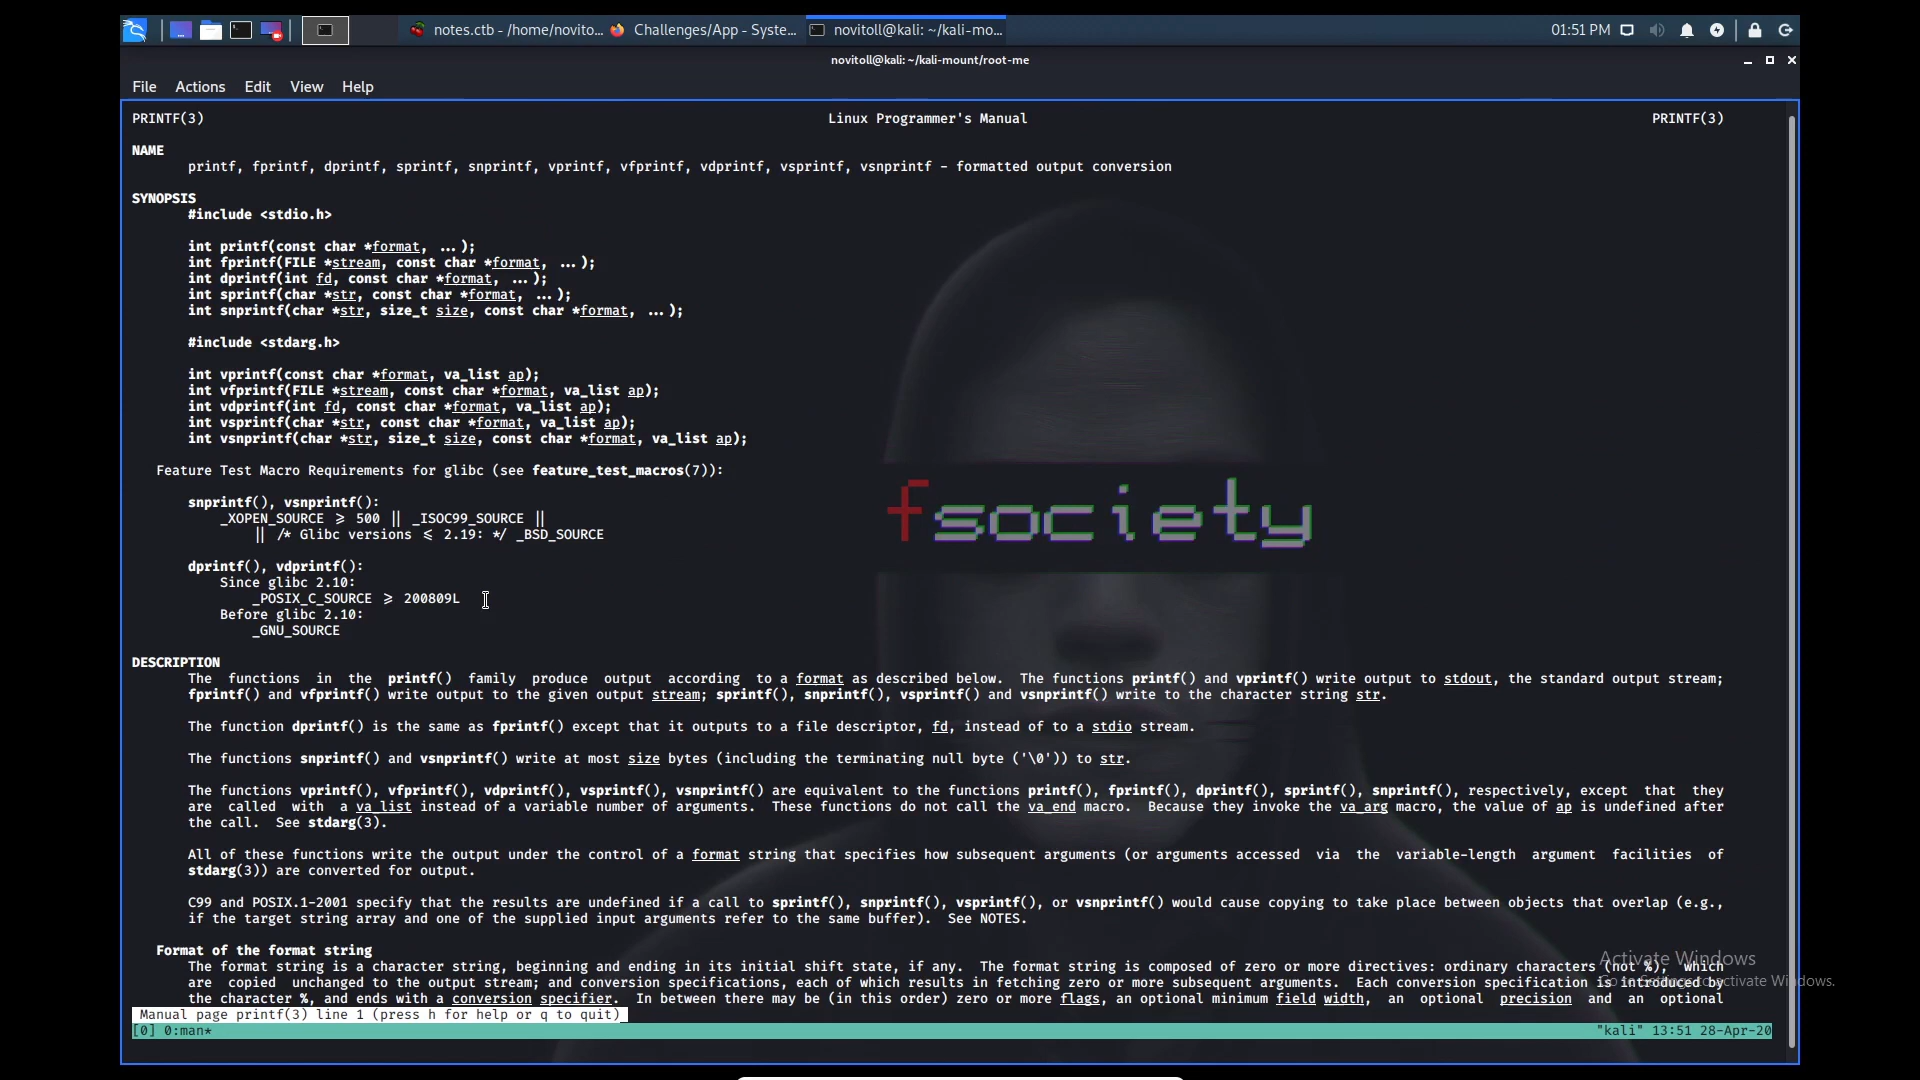 notes.ctb - /home/novito...
Challenges/App - Syste...
novitoll@kali: ~/kali-mo...
01:51 PM
novitoll@kali: ~/kali-mount/root-me
File Actions Edit View Help
PRINTF(3) Linux Programmer's Manual PRINTF(3)
NAME
printf, fprintf, dprintf, sprintf, snprintf, vprintf, vfprintf, vdprintf, vsprintf, vsnprintf - formatted output conversion
SYNOPSIS
#include <stdio.h>
int printf(const char *format, ...);
int fprintf(FILE *stream, const char *format, ...);
int dprintf(int fd, const char *format, ...);
int sprintf(char *str, const char *format, ...);
int snprintf(char *str, size_t size, const char *format, ...);
#include <stdarg.h>
int vprintf(const char *format, va_list ap);
int vfprintf(FILE *stream, const char *format, va_list ap);
int vdprintf(int fd, const char *format, va_list ap);
int vsprintf(char *str, const char *format, va_list ap);
int vsnprintf(char *str, size_t size, const char *format, va_list ap);
Feature Test Macro Requirements for glibc (see feature_test_macros(7)):
snprintf(), vsnprintf():
_XOPEN_SOURCE >= 500 || _ISOC99_SOURCE ||
|| /* Glibc versions <= 2.19: */ _BSD_SOURCE
fsociety
dprintf(), vdprintf():
Since glibc 2.10:
_POSIX_C_SOURCE >= 200809L
Before glibc 2.10:
_GNU_SOURCE
DESCRIPTION
The functions in the printf() family produce output according to a format as described below. The functions printf() and vprintf() write output to stdout, the standard output stream;
fprintf() and vfprintf() write output to the given output stream; sprintf(), snprintf(), vsprintf() and vsnprintf() write to the character string str.
The function dprintf() is the same as fprintf() except that it outputs to a file descriptor, fd, instead of to a stdio stream.
The functions snprintf() and vsnprintf() write at most size bytes (including the terminating null byte ('\0')) to str.
The functions vprintf(), vfprintf(), vdprintf(), vsprintf(), vsnprintf() are equivalent to the functions printf(), fprintf(), dprintf(), sprintf(), snprintf(), respectively, except that they
are called with a va_list instead of a variable number of arguments. These functions do not call the va_end macro. Because they invoke the va_arg macro, the value of ap is undefined after
the call. See stdarg(3).
All of these functions write the output under the control of a format string that specifies how subsequent arguments (or arguments accessed via the variable-length argument facilities of
stdarg(3)) are converted for output.
C99 and POSIX.1-2001 specify that the results are undefined if a call to sprintf(), snprintf(), vsprintf(), or vsnprintf() would cause copying to take place between objects that overlap (e.g.,
if the target string array and one of the supplied input arguments refer to the same buffer). See NOTES.
Format of the format string
The format string is a character string, beginning and ending in its initial shift state, if any. The format string is composed of zero or more directives: ordinary characters (not %), which
are copied unchanged to the output stream; and conversion specifications, each of which results in fetching zero or more subsequent arguments. Each conversion specification is introduced by
the character %, and ends with a conversion specifier. In between there may be (in this order) zero or more flags, an optional minimum field width, an optional precision and an optional
Manual page printf(3) line 1 (press h for help or q to quit)
[0] 0:man* "kali" 13:51 28-Apr-20
Activate Windows
Go to Settings to activate Windows.